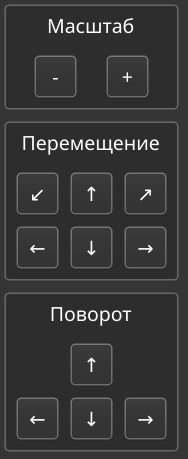 Масштаб
- +
Перемещение
↙ ↑ ↗
← ↓ →
Поворот
↑
← ↓ →